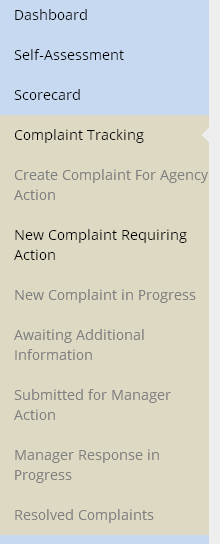 Dashboard
Self-Assessment
Scorecard
Complaint Tracking
Create Complaint For Agency
Action
New Complaint Requiring
Action
New Complaint in Progress
Awaiting Additional
Information
Submitted for Manager
Action
Manager Response in
Progress
Resolved Complaints